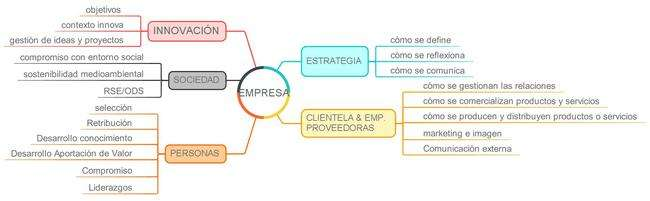 objetivos
contexto innova
gestión de ideas y proyectos
INNOVACIÓN
compromiso con entorno social
sostenibilidad medioambiental
RSE/ODS
SOCIEDAD
selección
Retribución
Desarrollo conocimiento
Desarrollo Aportación de Valor
Compromiso
Liderazgos
PERSONAS
EMPRESA
ESTRATEGIA
cómo se define
cómo se reflexiona
cómo se comunica
CLIENTELA & EMP.
PROVEEDORAS
cómo se gestionan las relaciones
cómo se comercializan productos y servicios
cómo se producen y distribuyen productos o servicios
marketing e imagen
Comunicación externa